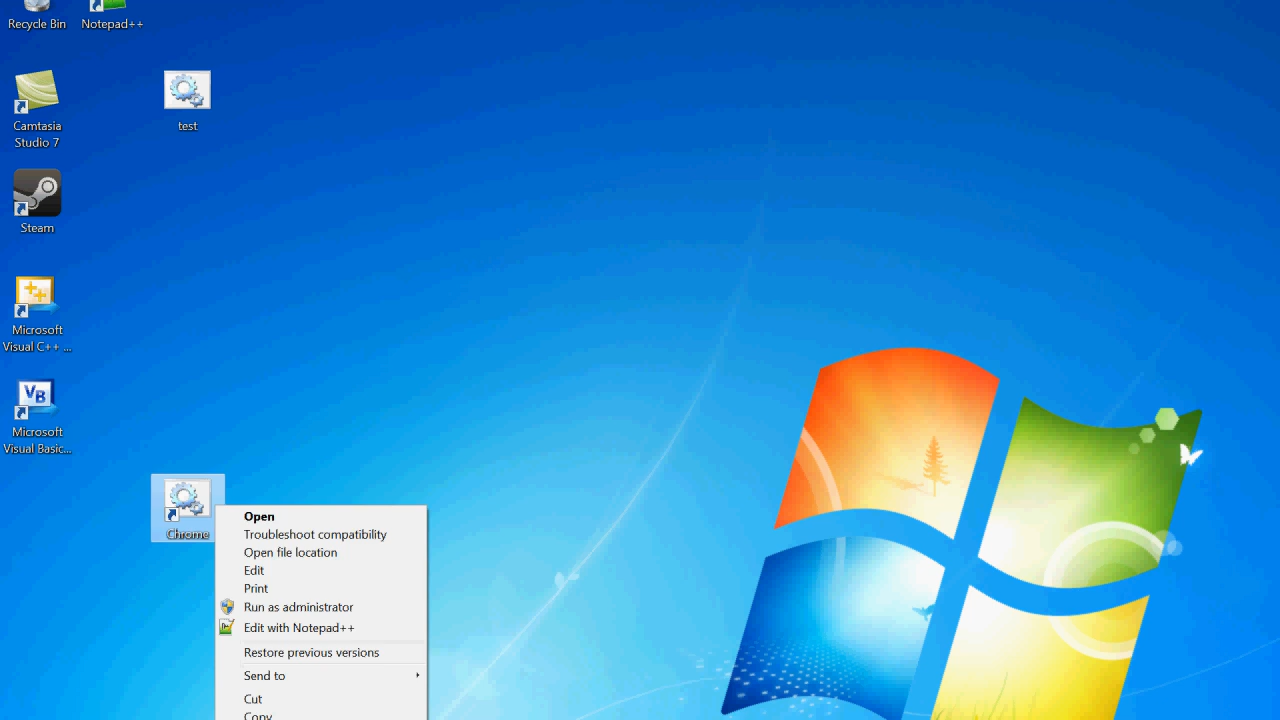 Recycle Bin
Notepad++
Camtasia
Studio 7
test
Steam
Microsoft
Visual C++ ...
VB
Microsoft
Visual Basic...
Chrome
Open
Troubleshoot compatibility
Open file location
Edit
Print
Run as administrator
Edit with Notepad++
Restore previous versions
Send to
Cut
Copy